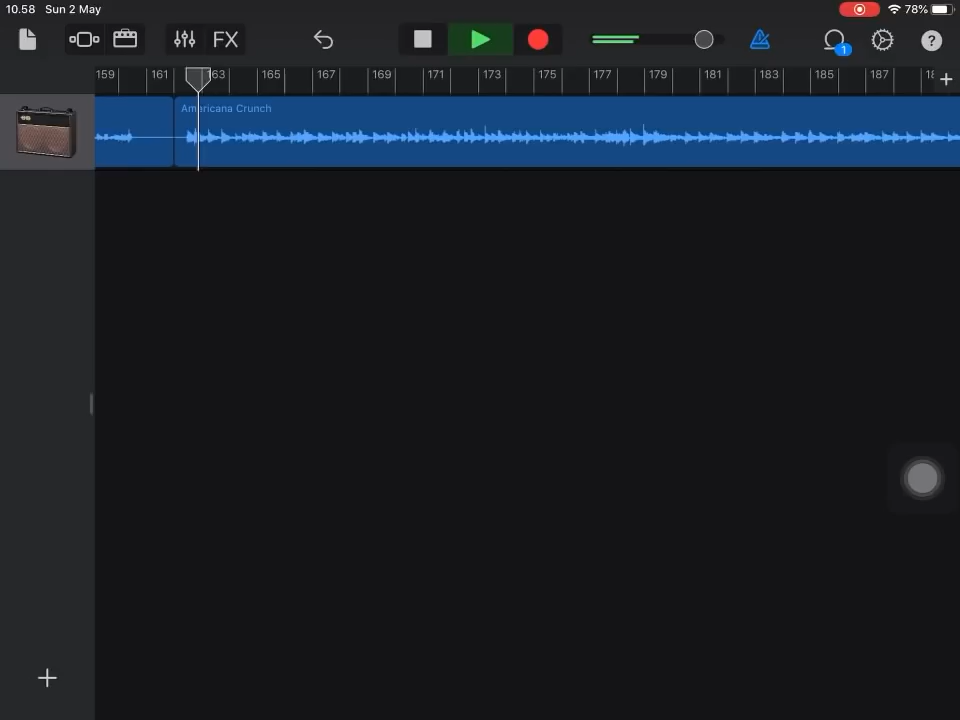 10.58 Sun 2 May 78%
FX 1 ?
159 161 163 165 167 169 171 173 175 177 179 181 183 185 187 +
Americana Crunch
+